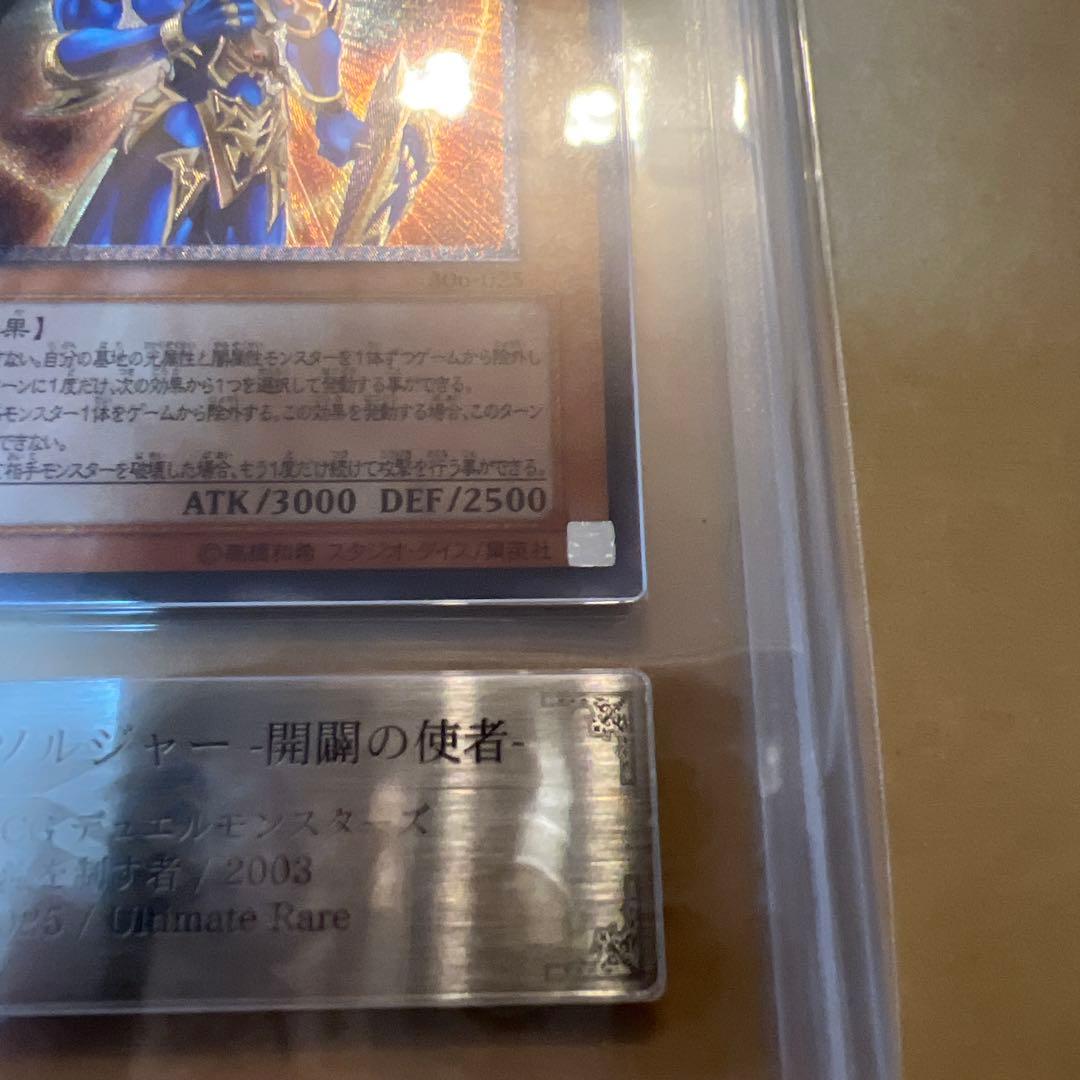 306-025
果】
ない。自分の墓地の光属性と闇属性モンスターを1体ずつゲームから除外し
ーンに1度だけ、次の効果から1つを選択して発動する事ができる。
モンスター1体をゲームから除外する。この効果を発動する場合、このターン
できない。
て相手モンスターを破壊した場合、もう1度だけ続けて攻撃を行う事ができる。
ATK/3000 DEF/2500
©高橋和希 スタジオ・ダイス/集英社
ソルジャー -開闢の使者-
CG デュエルモンスターズ
を制す者 / 2003
025 / Ultimate Rare